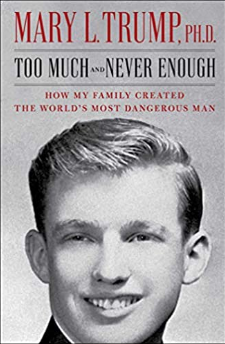 MARY L. TRUMP, PH.D.
TOO MUCH AND NEVER ENOUGH
HOW MY FAMILY CREATED
THE WORLD'S MOST DANGEROUS MAN